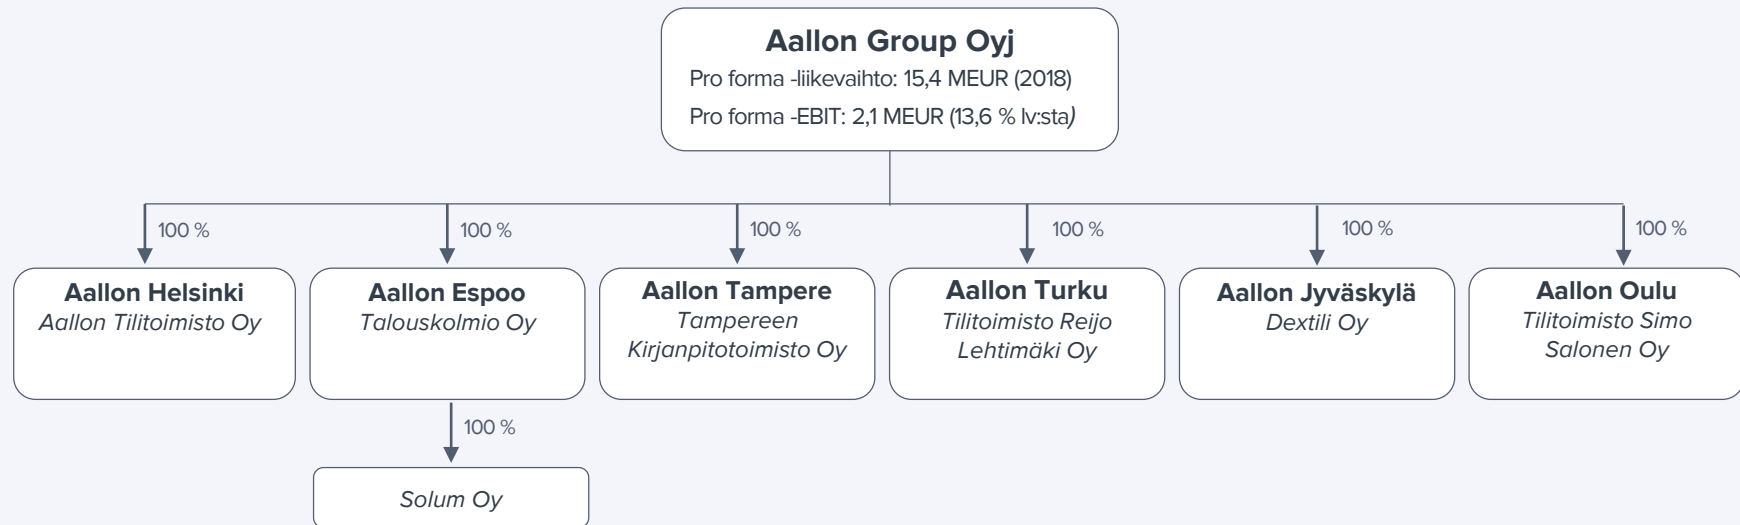 Aallon Group Oyj
Pro forma -liikevaihto: 15,4 MEUR (2018)
Pro forma -EBIT: 2,1 MEUR (13,6 % lv:sta)
100 %
100 %
100 %
100 %
100 %
100 %
Aallon Helsinki
Aallon Tilitoimisto Oy
Aallon Espoo
Talouskolmio Oy
Aallon Tampere
Tampereen
Kirjanpitotoimisto Oy
Aallon Turku
Tilitoimisto Reijo
Lehtimäki Oy
Aallon Jyväskylä
Dextili Oy
Aallon Oulu
Tilitoimisto Simo
Salonen Oy
100 %
Solum Oy